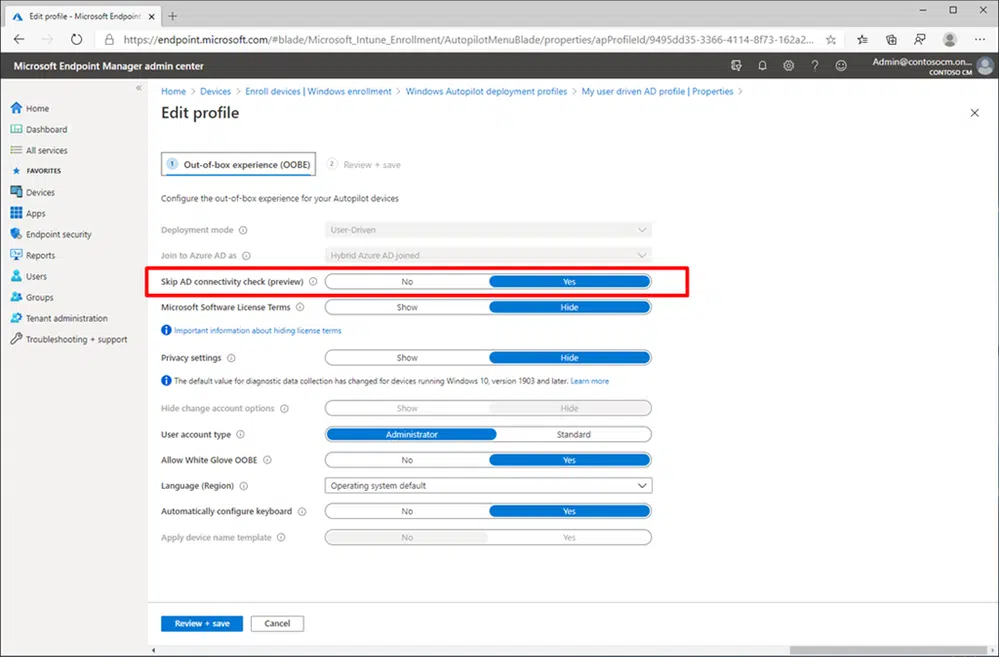 Edit profile - Microsoft Endpoint
https://endpoint.microsoft.com/#blade/Microsoft_Intune_Enrollment/AutopilotMenuBlade/properties/apProfileId/9495dd35-3366-4114-8f73-162a2...
Microsoft Endpoint Manager admin center
Admin@contosocm.on...
CONTOSO CM
Home > Devices > Enroll devices | Windows enrollment > Windows Autopilot deployment profiles > My user driven AD profile | Properties >
Edit profile
Home
Dashboard
All services
FAVORITES
Devices
Apps
Endpoint security
Reports
Users
Groups
Tenant administration
Troubleshooting + support
1 Out-of-box experience (OOBE) 2 Review + save
Configure the out-of-box experience for your Autopilot devices
Deployment mode User-Driven
Join to Azure AD as Hybrid Azure AD joined
Skip AD connectivity check (preview) No Yes
Microsoft Software License Terms Show Hide
Important information about hiding license terms
Privacy settings Show Hide
The default value for diagnostic data collection has changed for devices running Windows 10, version 1903 and later. Learn more
Hide change account options Show Hide
User account type Administrator Standard
Allow White Glove OOBE No Yes
Language (Region) Operating system default
Automatically configure keyboard No Yes
Apply device name template No Yes
Review + save Cancel